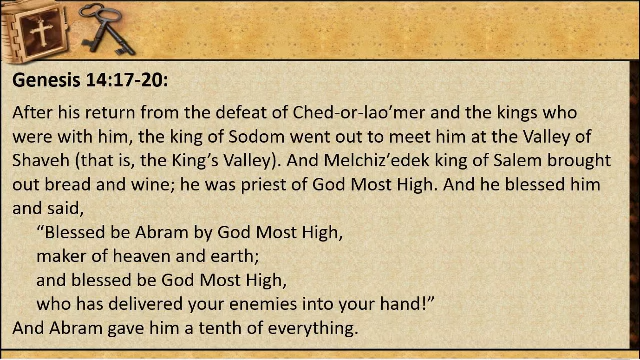 Genesis 14:17-20:
After his return from the defeat of Ched-or-lao’mer and the kings who
were with him, the king of Sodom went out to meet him at the Valley of
Shaveh (that is, the King’s Valley). And Melchiz’edek king of Salem brought
out bread and wine; he was priest of God Most High. And he blessed him
and said,
“Blessed be Abram by God Most High,
maker of heaven and earth;
and blessed be God Most High,
who has delivered your enemies into your hand!”
And Abram gave him a tenth of everything.